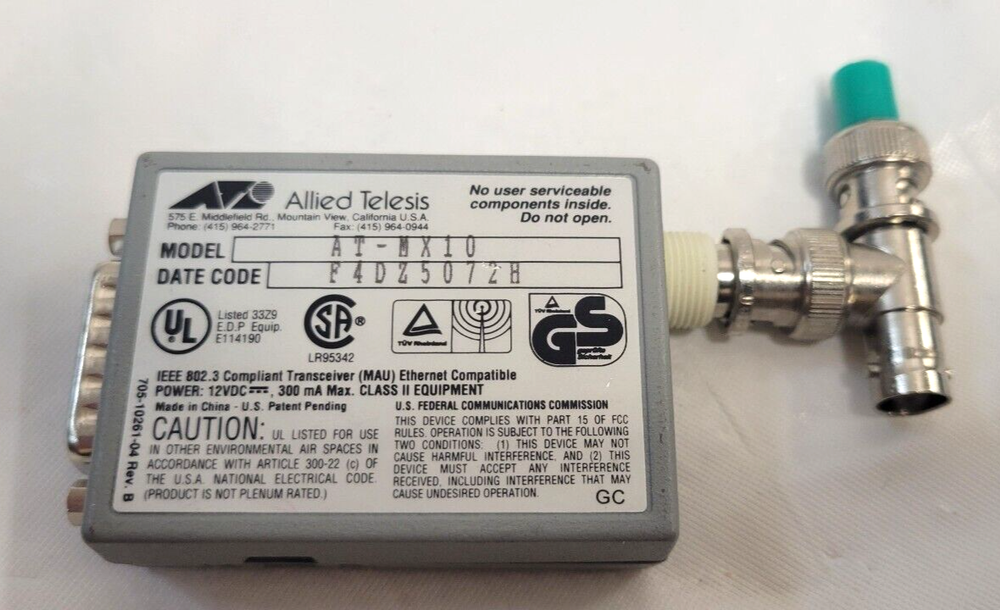 Allied Telesis
575 E. Middlefield Rd., Mountain View, California U.S.A.
Phone: (415) 964-2771 Fax: (415) 964-0944
No user serviceable
components inside.
Do not open.
MODEL AT-MX10
DATE CODE F4DZ5072H
UL
Listed 33Z9
E.D.P Equip.
E114190
SA ®
LR95342
TÜV Rheinland
TÜV Rheinland
GS
geprüfte
Sicherheit
IEEE 802.3 Compliant Transceiver (MAU) Ethernet Compatible
POWER: 12VDC, 300 mA Max. CLASS II EQUIPMENT
Made in China - U.S. Patent Pending
CAUTION: UL LISTED FOR USE
IN OTHER ENVIRONMENTAL AIR SPACES IN
ACCORDANCE WITH ARTICLE 300-22 (c) OF
THE U.S.A. NATIONAL ELECTRICAL CODE.
(PRODUCT IS NOT PLENUM RATED.)
U.S. FEDERAL COMMUNICATIONS COMMISSION
THIS DEVICE COMPLIES WITH PART 15 OF FCC
RULES. OPERATION IS SUBJECT TO THE FOLLOWING
TWO CONDITIONS: (1) THIS DEVICE MAY NOT
CAUSE HARMFUL INTERFERENCE, AND (2) THIS
DEVICE MUST ACCEPT ANY INTERFERENCE
RECEIVED, INCLUDING INTERFERENCE THAT MAY
CAUSE UNDESIRED OPERATION.
GC
705-10261-04 Rev. B